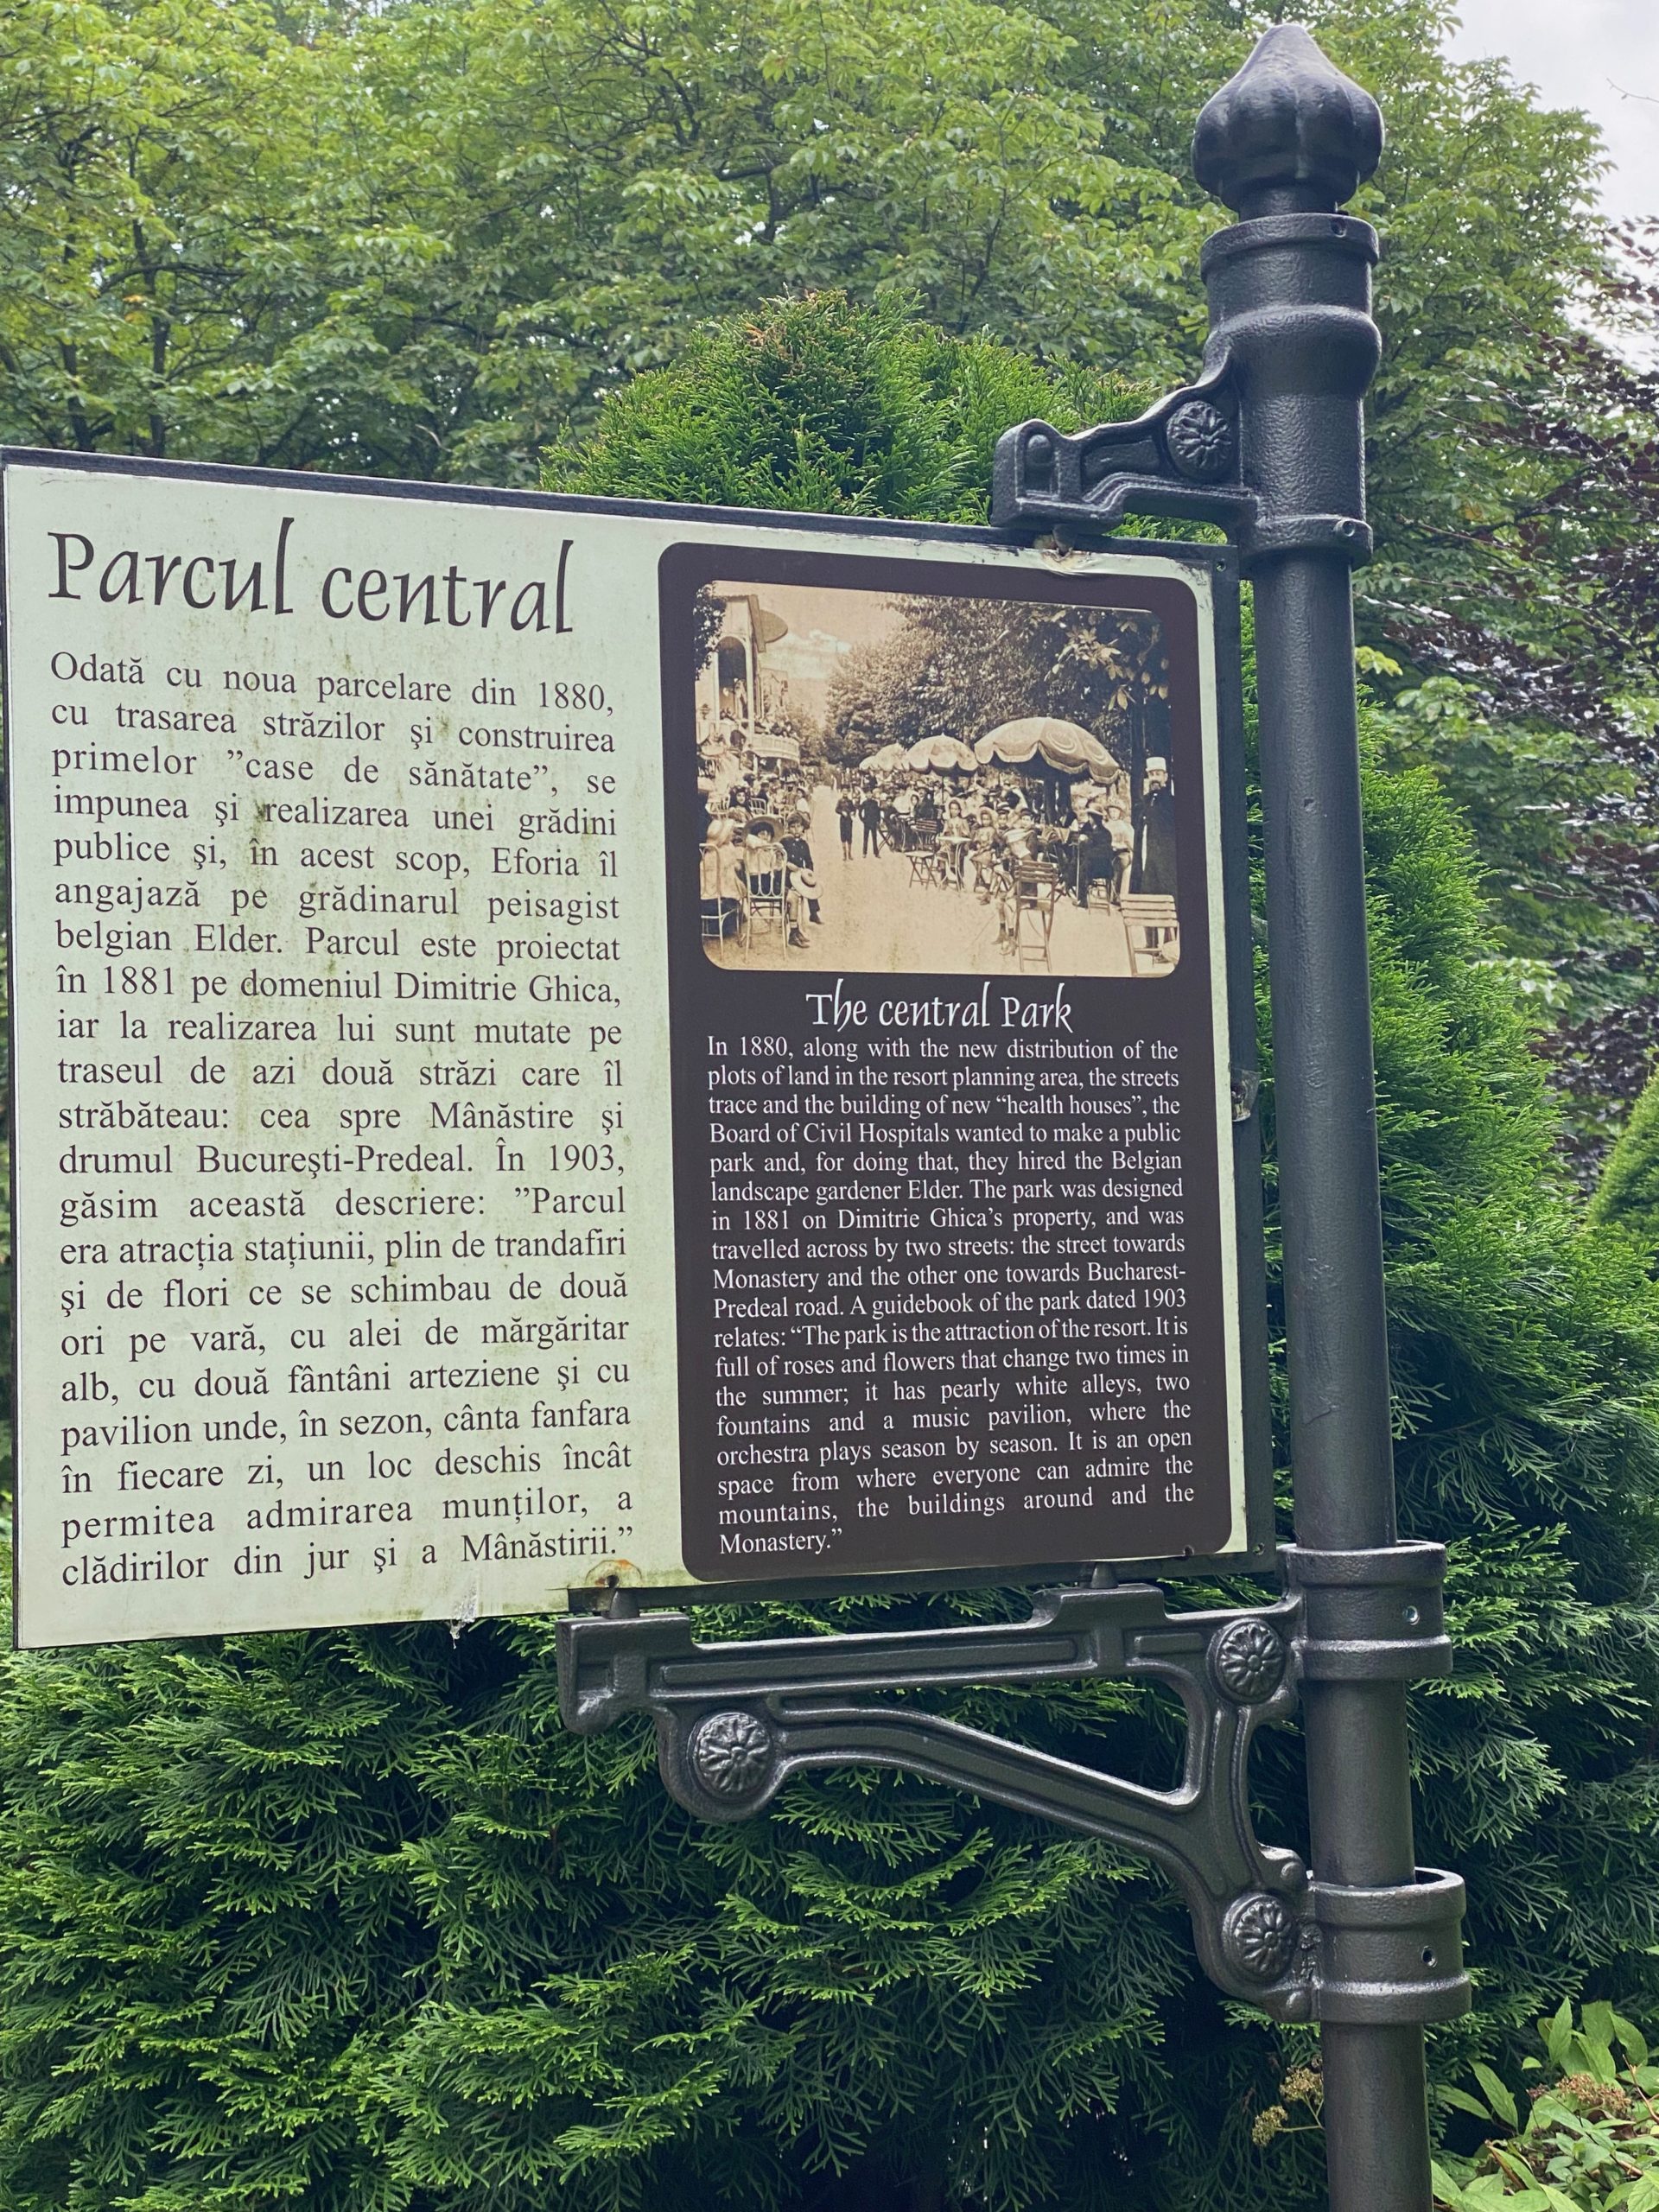 Parcul central
Odată cu noua parcelare din 1880,
cu trasarea străzilor şi construirea
primelor ”case de sănătate”, se
impunea şi realizarea unei grădini
publice şi, în acest scop, Eforia îl
angajază pe grădinarul peisagist
belgian Elder. Parcul este proiectat
în 1881 pe domeniul Dimitrie Ghica,
iar la realizarea lui sunt mutate pe
traseul de azi două străzi care îl
străbăteau: cea spre Mânăstire şi
drumul Bucureşti-Predeal. În 1903,
găsim această descriere: ”Parcul
era atracția stațiunii, plin de trandafiri
şi de flori ce se schimbau de două
ori pe vară, cu alei de mărgăritar
alb, cu două fântâni arteziene şi cu
pavilion unde, în sezon, cânta fanfara
în fiecare zi, un loc deschis încât
permitea admirarea munților, a
clădirilor din jur şi a Mânăstirii.”
The central Park
In 1880, along with the new distribution of the
plots of land in the resort planning area, the streets
trace and the building of new “health houses”, the
Board of Civil Hospitals wanted to make a public
park and, for doing that, they hired the Belgian
landscape gardener Elder. The park was designed
in 1881 on Dimitrie Ghica’s property, and was
travelled across by two streets: the street towards
Monastery and the other one towards Bucharest-
Predeal road. A guidebook of the park dated 1903
relates: “The park is the attraction of the resort. It is
full of roses and flowers that change two times in
the summer; it has pearly white alleys, two
fountains and a music pavilion, where the
orchestra plays season by season. It is an open
space from where everyone can admire the
mountains, the buildings around and the
Monastery.”